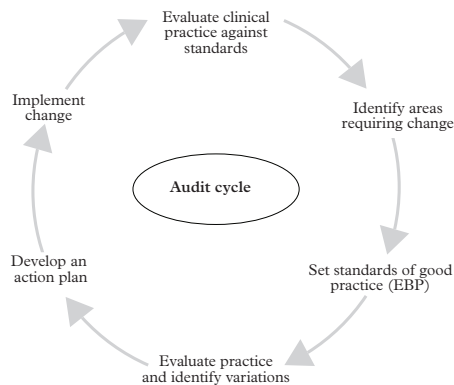 Evaluate clinical
practice against
standards
Identify areas
requiring change
Set standards of good
practice (EBP)
Evaluate practice
and identify variations
Develop an
action plan
Implement
change
Audit cycle